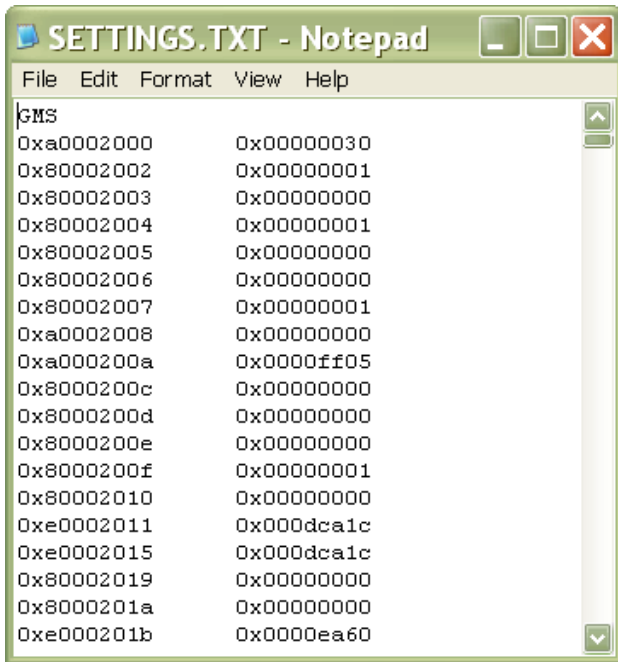 SETTINGS.TXT - Notepad
File Edit Format View Help
GMS
0xa0002000 0x00000030
0x80002002 0x00000001
0x80002003 0x00000000
0x80002004 0x00000001
0x80002005 0x00000000
0x80002006 0x00000000
0x80002007 0x00000001
0xa0002008 0x00000000
0xa000200a 0x0000ff05
0x8000200c 0x00000000
0x8000200d 0x00000000
0x8000200e 0x00000000
0x8000200f 0x00000001
0x80002010 0x00000000
0xe0002011 0x000dca1c
0xe0002015 0x000dca1c
0x80002019 0x00000000
0x8000201a 0x00000000
0xe000201b 0x0000ea60